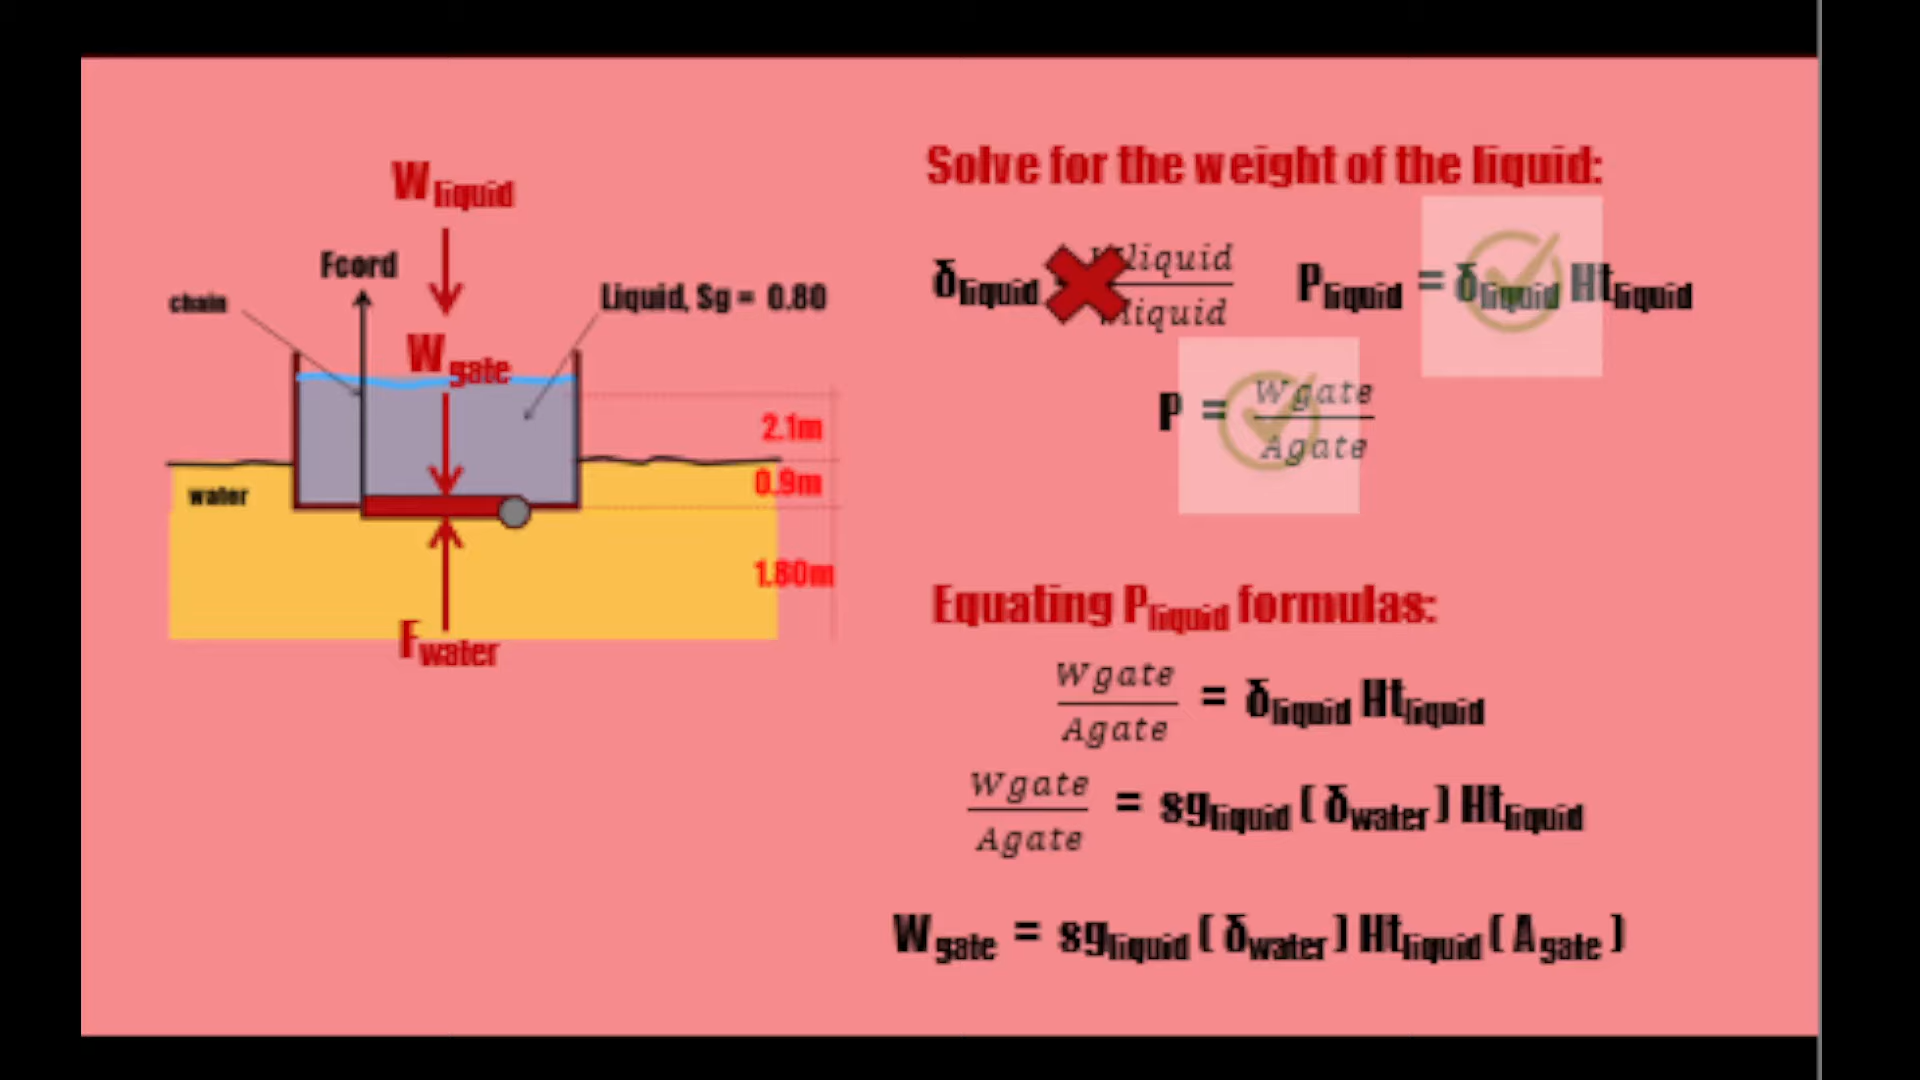 Solve for the weight of the liquid:
W liquid
Fcord
chain
Liquid, Sg = 0.80
W gate
water
2.1m
0.9m
1.80m
F water
δ liquid liquid / liquid
P liquid = δ liquid Ht liquid
P = Wgate / Agate
Equating P liquid formulas:
Wgate / Agate = δ liquid Ht liquid
Wgate / Agate = sg liquid ( δ water ) Ht liquid
W gate = sg liquid ( δ water ) Ht liquid ( A gate )